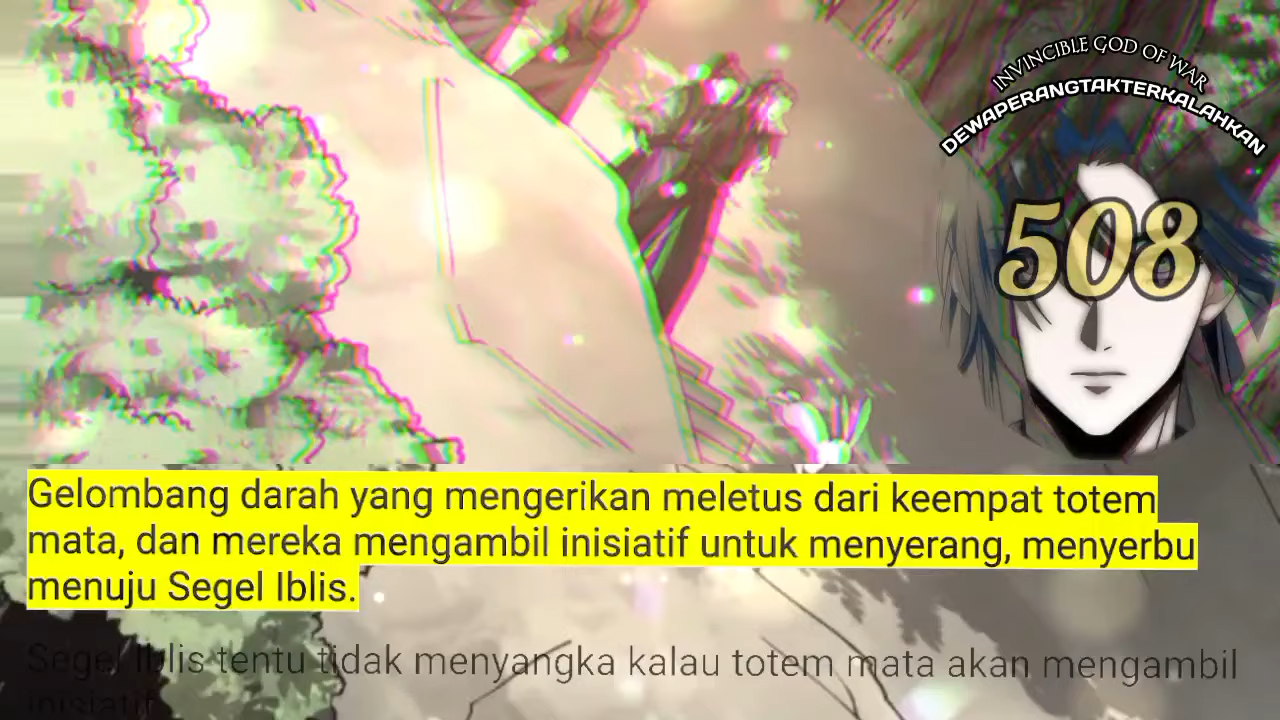 INVINCIBLE GOD OF WAR
DEWAPERANGTAKTERKALAHKAN
508
Gelombang darah yang mengerikan meletus dari keempat totem
mata, dan mereka mengambil inisiatif untuk menyerang, menyerbu
menuju Segel Iblis.
Segel Iblis tentu tidak menyangka kalau totem mata akan mengambil
inisiatif